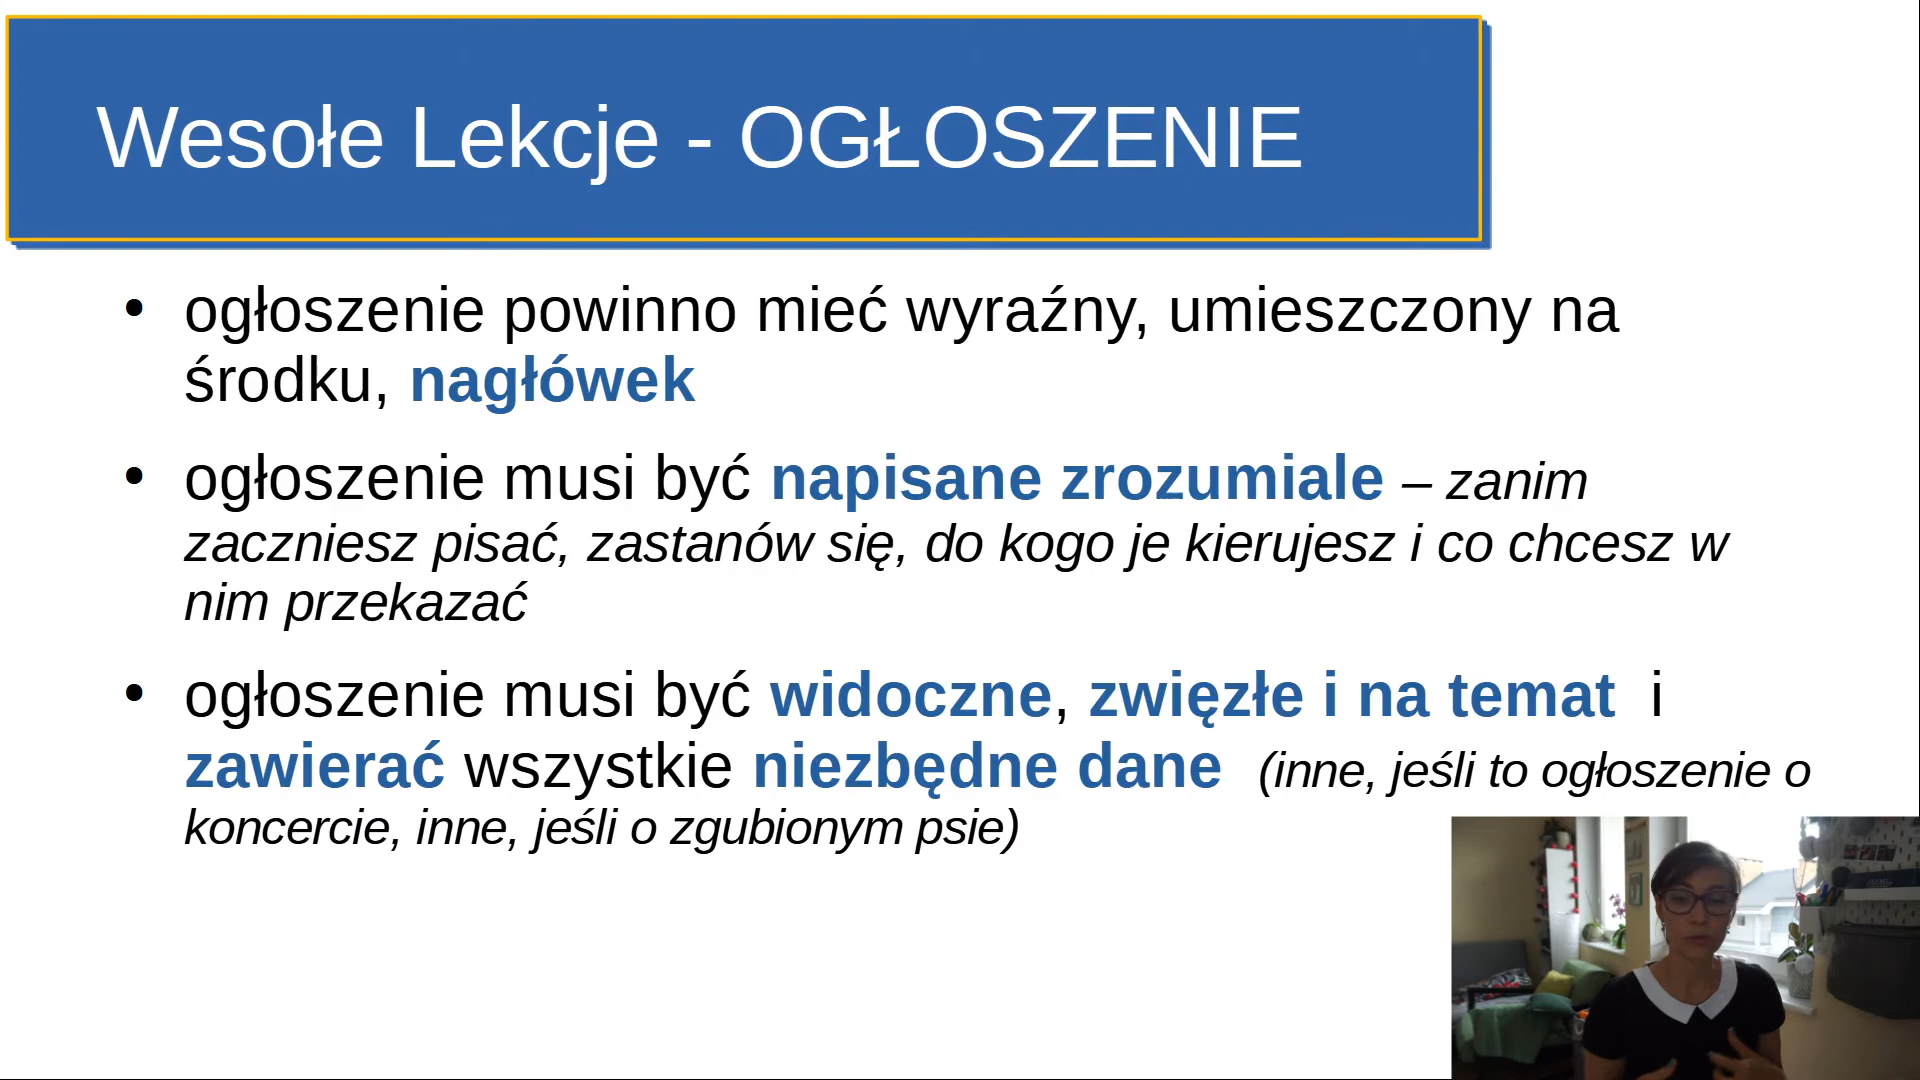 Wesołe Lekcje - OGŁOSZENIE
• ogłoszenie powinno mieć wyraźny, umieszczony na
środku, nagłówek
• ogłoszenie musi być napisane zrozumiale – zanim
zaczniesz pisać, zastanów się, do kogo je kierujesz i co chcesz w
nim przekazać
• ogłoszenie musi być widoczne, zwięzłe i na temat i
zawierać wszystkie niezbędne dane (inne, jeśli to ogłoszenie o
koncercie, inne, jeśli o zgubionym psie)